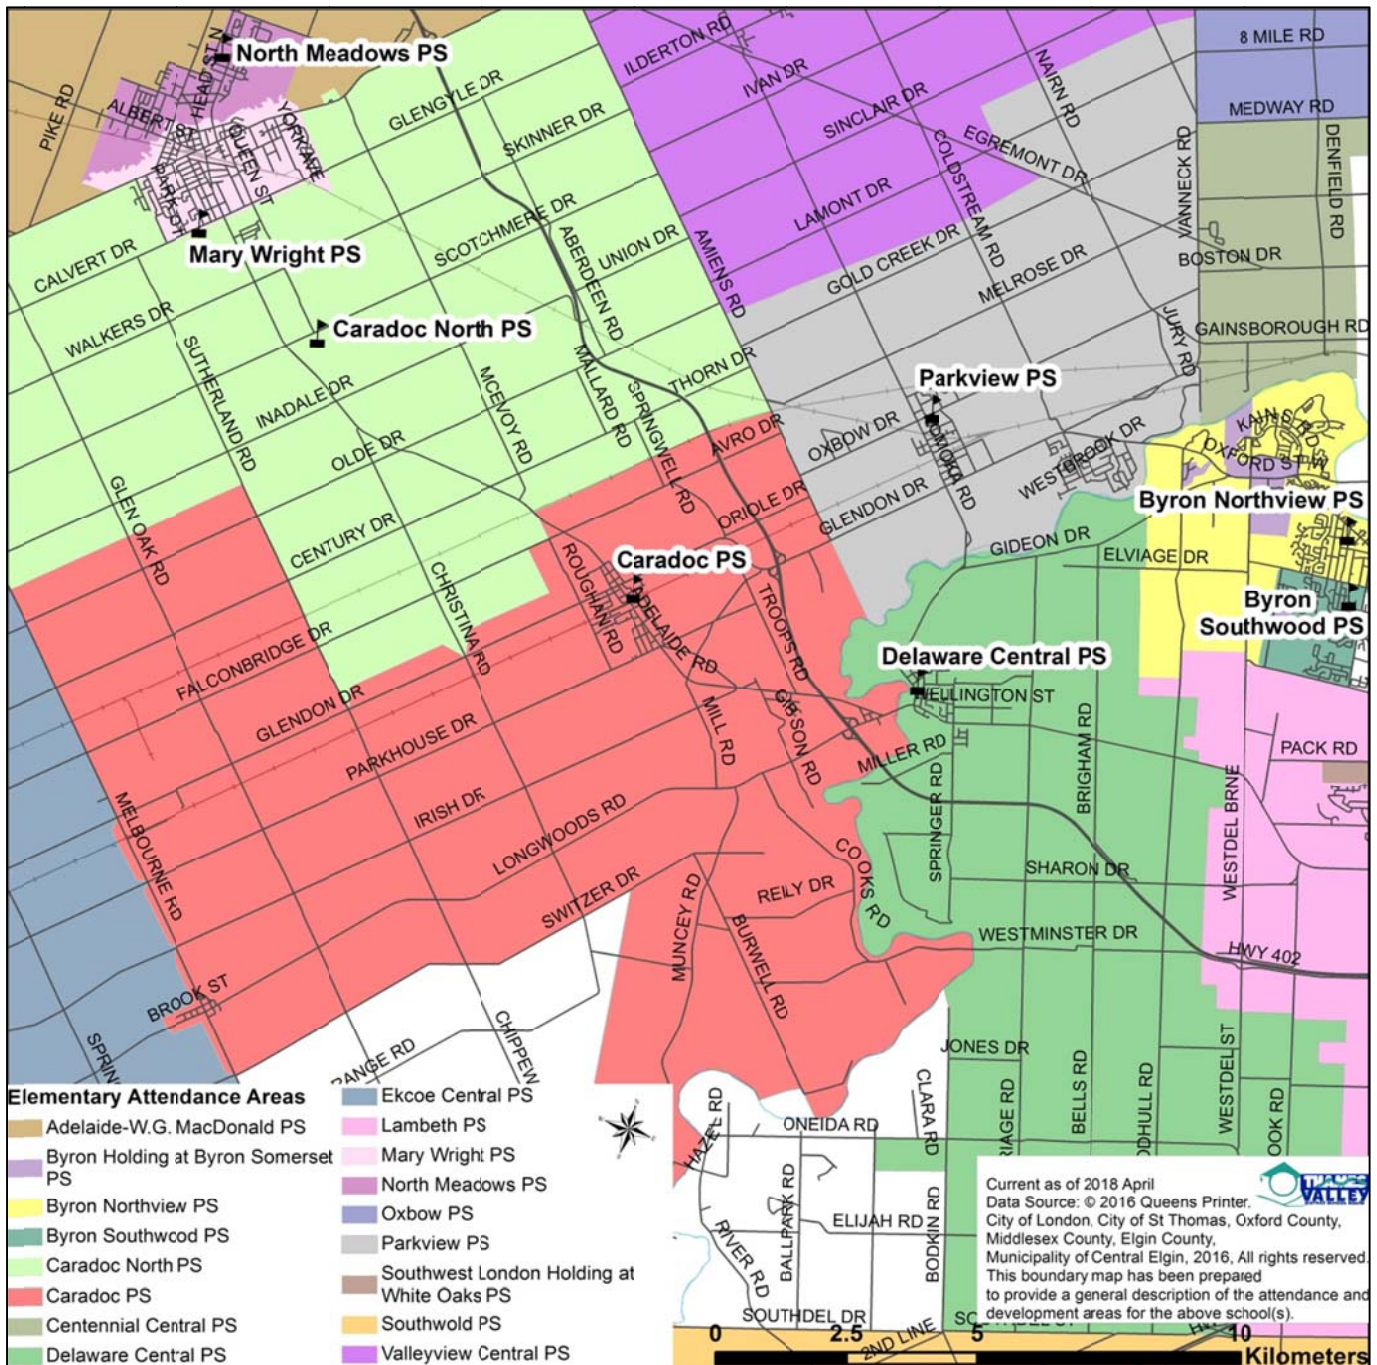 North Meadows PS
HEAD ST N
PIKE RD
ALBERT ST
QUEEN ST
YORK AVE
PARK ST
Mary Wright PS
GLENGYLE DR
SKINNER DR
SCOTCHMERE DR
ABERDEEN RD
UNION DR
CALVERT DR
WALKERS DR
Caradoc North PS
SUTHERLAND RD
INADALE DR
OLDE DR
MCEVOY RD
MALLARD RD
SPRINGWELL RD
THORN DR
ILDERTON RD
IVAN DR
SINCLAIR DR
NAIRN RD
8 MILE RD
MEDWAY RD
EGREMONT DR
COLDSTREAM RD
VANNECK RD
DENFIELD RD
LAMONT DR
AMIENS RD
GOLD CREEK DR
MELROSE DR
BOSTON DR
JURY RD
GAINSBOROUGH RD
Parkview PS
AVRO DR
OXBOW DR
KOMOKA RD
WESTBROOK DR
KAINS RD
OXFORD ST W
GLEN OAK RD
CENTURY DR
ORIOLE DR
GLENDON DR
Byron Northview PS
GIDEON DR
ELVIAGE DR
Caradoc PS
ROUGHAN RD
ADELAIDE RD
CHRISTINA RD
TROOPS RD
Byron
Southwood PS
FALCONBRIDGE DR
Delaware Central PS
WELLINGTON ST
GLENDON DR
PARKHOUSE DR
MILL RD
GIBSON RD
MILLER RD
BRIGHAM RD
PACK RD
MELBOURNE RD
IRISH DR
LONGWOODS RD
SPRINGER RD
WESTDEL BRNE
COOKS RD
SHARON DR
SWITZER DR
REILY DR
MUNCEY RD
BURWELL RD
WESTMINSTER DR
HWY 402
BROOK ST
SPRIN
RANGE RD
CHIPPEW
JONES DR
CLARA RD
RIAGE RD
BELLS RD
ODHULL RD
WESTDEL ST
OOK RD
HAZEL RD
ONEIDA RD
BALLPARK RD
ELIJAH RD
RIVER RD
BODKIN RD
SOUTHDEL DR
2ND LINE
Elementary Attendance Areas
Adelaide-W.G. MacDonald PS
Byron Holding at Byron Somerset
PS
Byron Northview PS
Byron Southwood PS
Caradoc North PS
Caradoc PS
Centennial Central PS
Delaware Central PS
Ekcoe Central PS
Lambeth PS
Mary Wright PS
North Meadows PS
Oxbow PS
Parkview PS
Southwest London Holding at
White Oaks PS
Southwold PS
Valleyview Central PS
Current as of 2018 April
Data Source: © 2016 Queens Printer,
City of London, City of St Thomas, Oxford County,
Middlesex County, Elgin County,
Municipality of Central Elgin, 2016, All rights reserved.
This boundary map has been prepared
to provide a general description of the attendance and
development areas for the above school(s).
VALLEY
0 2.5 5 10
Kilometers